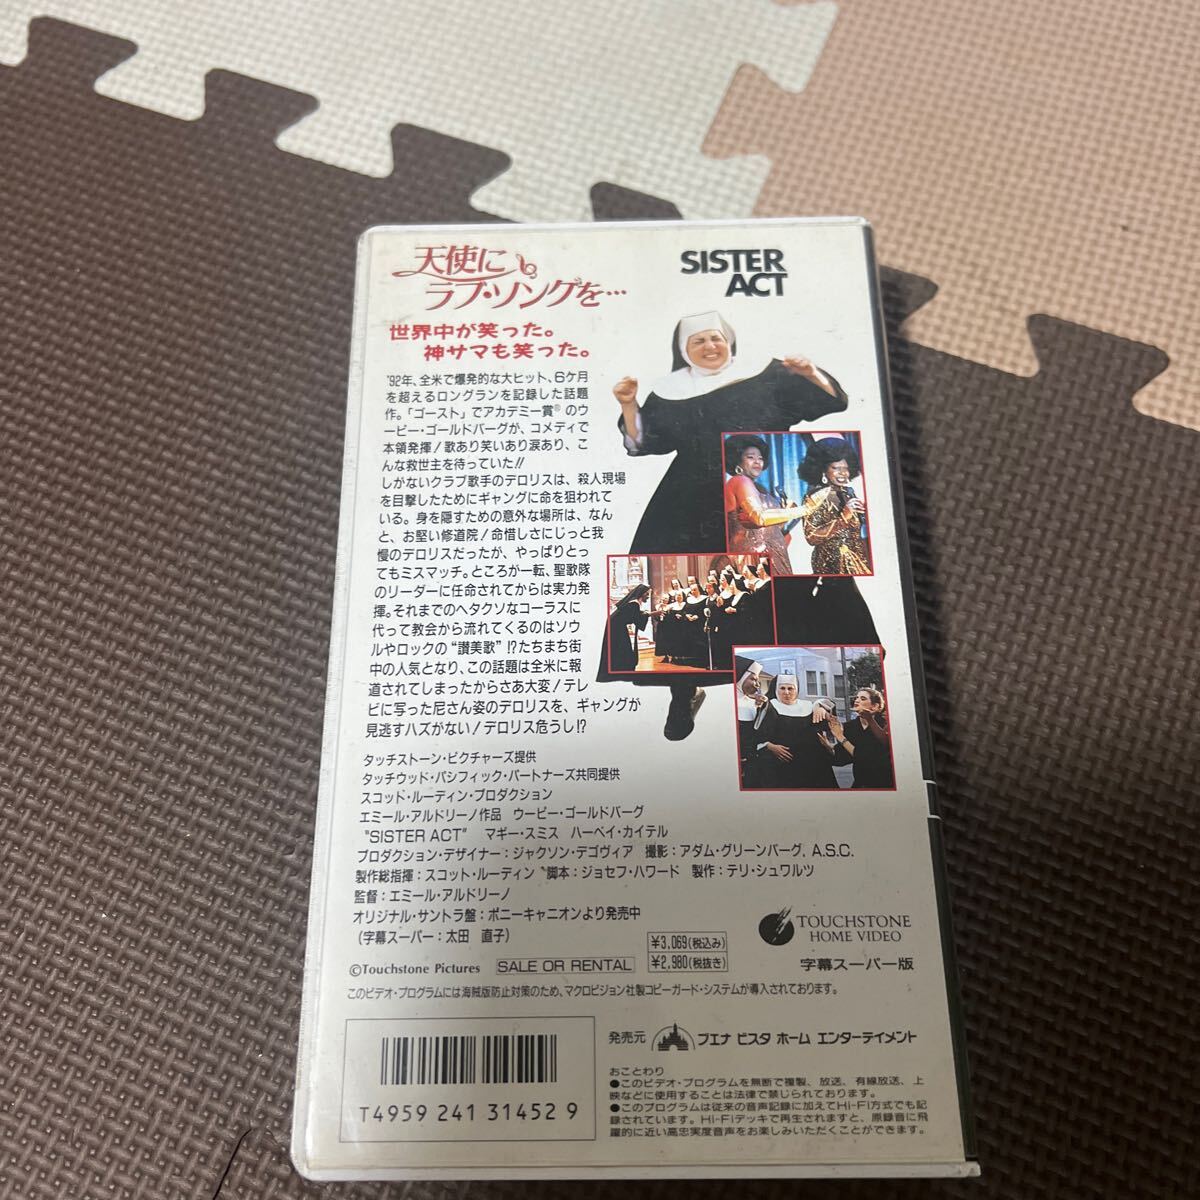 天使に
ラブ・ソングを…
SISTER
ACT
世界中が笑った。
神サマも笑った。
'92年、全米で爆発的な大ヒット、6ケ月
を超えるロングランを記録した話題
作。「ゴースト」でアカデミー賞®のウ
ーピー・ゴールドバーグが、コメディで
本領発揮!歌あり笑いあり涙あり、こ
んな救世主を待っていた!!
しがないクラブ歌手のデロリスは、殺人現場
を目撃したためにギャングに命を狙われて
いる。身を隠すための意外な場所は、なん
と、お堅い修道院!命惜しさにじっと我
慢のデロリスだったが、やっぱりとっ
てもミスマッチ。ところが一転、聖歌隊
のリーダーに任命されてからは実力発
揮。それまでのヘタクソなコーラスに
代って教会から流れてくるのはソウ
ルやロックの“讃美歌”!?たちまち街
中の人気となり、この話題は全米に報
道されてしまったからさあ大変!テレ
ビに写った尼さん姿のデロリスを、ギャングが
見逃すハズがない!デロリス危うし!?
タッチストーン・ピクチャーズ提供
タッチウッド・パシフィック・パートナーズ共同提供
スコッド・ルーディン・プロダクション
エミール・アルドリーノ作品 ウーピー・ゴールドバーグ
"SISTER ACT" マギー・スミス ハーベイ・カイテル
プロダクション・デザイナー:ジャクソン・デゴヴィア 撮影:アダム・グリーンバーグ, A.S.C.
製作総指揮:スコット・ルーディン 脚本:ジョセフ・ハワード 製作:テリ・シュワルツ
監督:エミール・アルドリーノ
オリジナル・サントラ盤:ポニーキャニオンより発売中
(字幕スーパー:太田 直子)
¥3,069(税込み)
¥2,980(税抜き)
TOUCHSTONE
HOME VIDEO
字幕スーパー版
©Touchstone Pictures SALE OR RENTAL
このビデオ・プログラムには海賊版防止対策のため、マクロビジョン社製コピーガード・システムが導入されております。
T4959 241 31452 9
発売元 ブエナ ビスタ ホーム エンターテイメント
おことわり
●このビデオ・プログラムを無断で複製、放送、有線放送、上
映などに使用することは法律で禁じられております。
●このプログラムは従来の音声記録に加えてHi-Fi方式でも記
録されています。Hi-Fiデッキで再生されますと、原録音に飛
躍的に近い高忠実度音声をお楽しみいただくことができます。